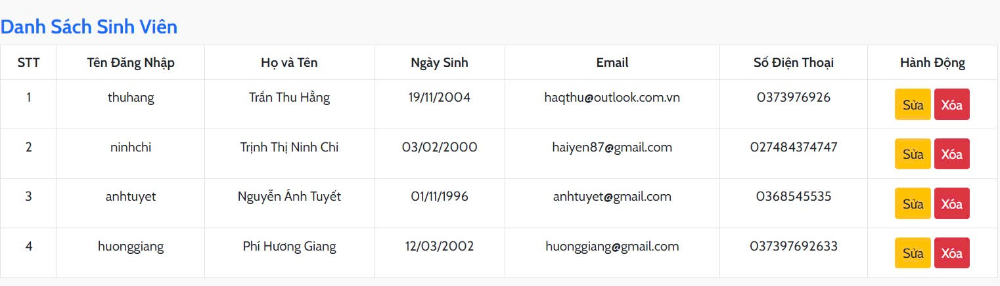 Danh Sách Sinh Viên
STT Tên Đăng Nhập Họ và Tên Ngày Sinh Email Số Điện Thoại Hành Động
1 thuhang Trần Thu Hằng 19/11/2004 haqthu@outlook.com.vn 0373976926 Sửa Xóa
2 ninhchi Trịnh Thị Ninh Chi 03/02/2000 haiyen87@gmail.com 027484374747 Sửa Xóa
3 anhtuyet Nguyễn Ánh Tuyết 01/11/1996 anhtuyet@gmail.com 0368545535 Sửa Xóa
4 huonggiang Phí Hương Giang 12/03/2002 huonggiang@gmail.com 037397692633 Sửa Xóa